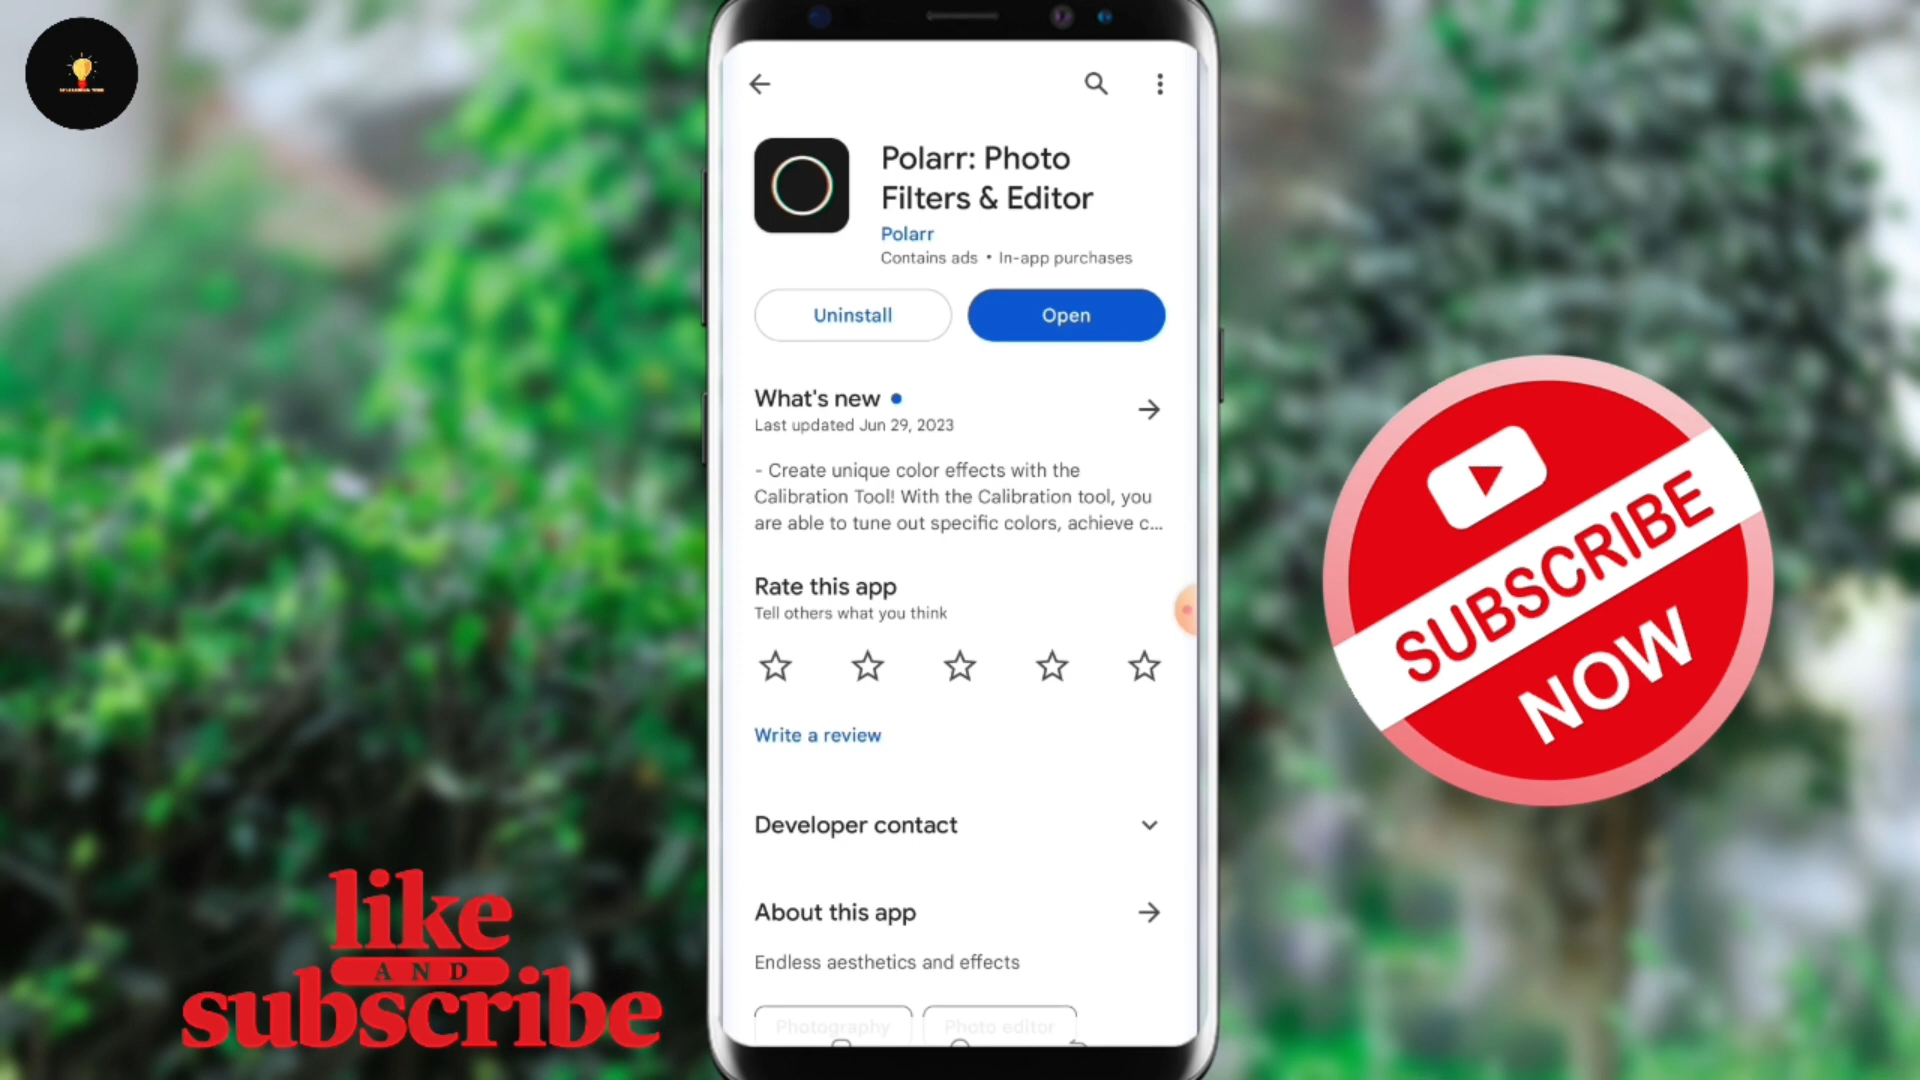 Polarr: Photo
Filters & Editor
Polarr
Contains ads • In-app purchases
Uninstall
Open
What's new
Last updated Jun 29, 2023
- Create unique color effects with the
Calibration Tool! With the Calibration tool, you
are able to tune out specific colors, achieve c...
Rate this app
Tell others what you think
Write a review
Developer contact
About this app
Endless aesthetics and effects
Photography
Photo editor
SUBSCRIBE
NOW
like
AND
subscribe